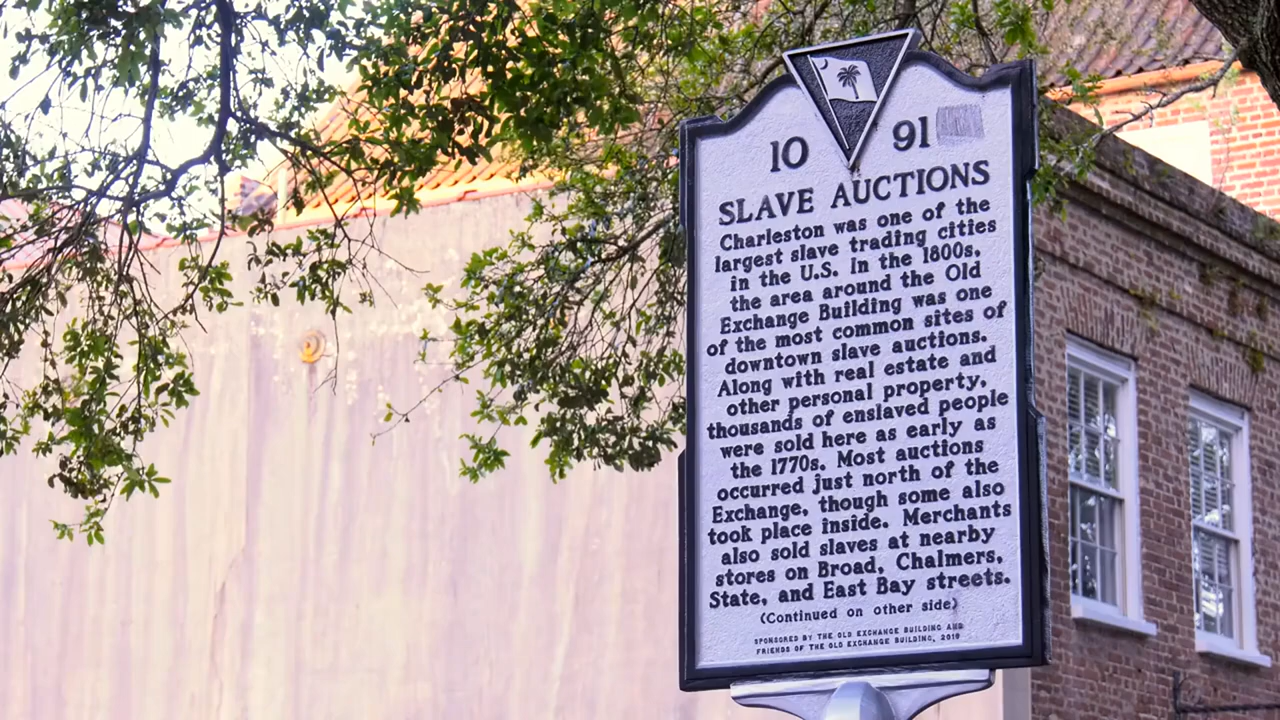 10 91
SLAVE AUCTIONS
Charleston was one of the
largest slave trading cities
in the U.S. In the 1800s,
the area around the Old
Exchange Building was one
of the most common sites of
downtown slave auctions.
Along with real estate and
other personal property,
thousands of enslaved people
were sold here as early as
the 1770s. Most auctions
occurred just north of the
Exchange, though some also
took place inside. Merchants
also sold slaves at nearby
stores on Broad, Chalmers,
State, and East Bay streets.
(Continued on other side)
SPONSORED BY THE OLD EXCHANGE BUILDING AND
FRIENDS OF THE OLD EXCHANGE BUILDING, 2016